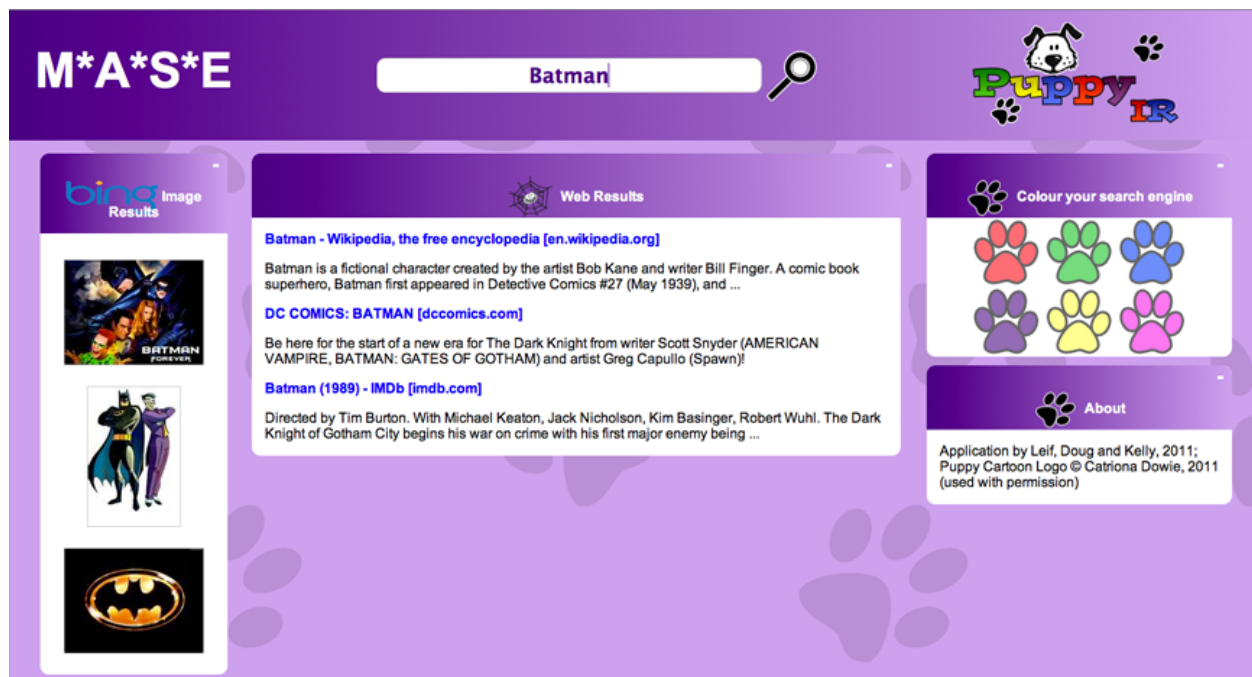 M*A*S*E
Batman
Puppy
IR
bing Image
Results
BATMAN
FOREVER
Web Results
Batman - Wikipedia, the free encyclopedia [en.wikipedia.org]
Batman is a fictional character created by the artist Bob Kane and writer Bill Finger. A comic book
superhero, Batman first appeared in Detective Comics #27 (May 1939), and ...
DC COMICS: BATMAN [dccomics.com]
Be here for the start of a new era for The Dark Knight from writer Scott Snyder (AMERICAN
VAMPIRE, BATMAN: GATES OF GOTHAM) and artist Greg Capullo (Spawn)!
Batman (1989) - IMDb [imdb.com]
Directed by Tim Burton. With Michael Keaton, Jack Nicholson, Kim Basinger, Robert Wuhl. The Dark
Knight of Gotham City begins his war on crime with his first major enemy being ...
Colour your search engine
About
Application by Leif, Doug and Kelly, 2011;
Puppy Cartoon Logo © Catriona Dowie, 2011
(used with permission)